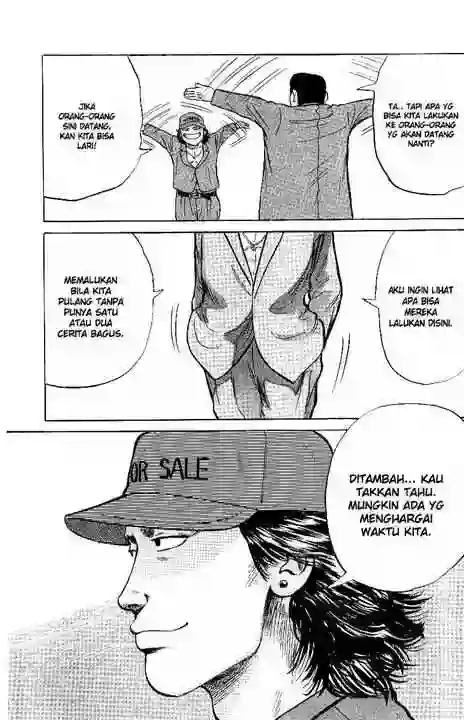 TA.. TAPI APA YG
BISA KITA LAKUKAN
KE ORANG-ORANG
YG AKAN DATANG
NANTI?
JIKA
ORANG-ORANG
SINI DATANG,
KAN KITA BISA
LARI!
AKU INGIN LIHAT
APA BISA
MEREKA
LALUKAN DISINI.
MEMALUKAN
BILA KITA
PULANG TANPA
PUNYA SATU
ATAU DUA
CERITA BAGUS.
DITAMBAH... KAU
TAKKAN TAHU.
MUNGKIN ADA YG
MENGHARGAI
WAKTU KITA.
OR SALE